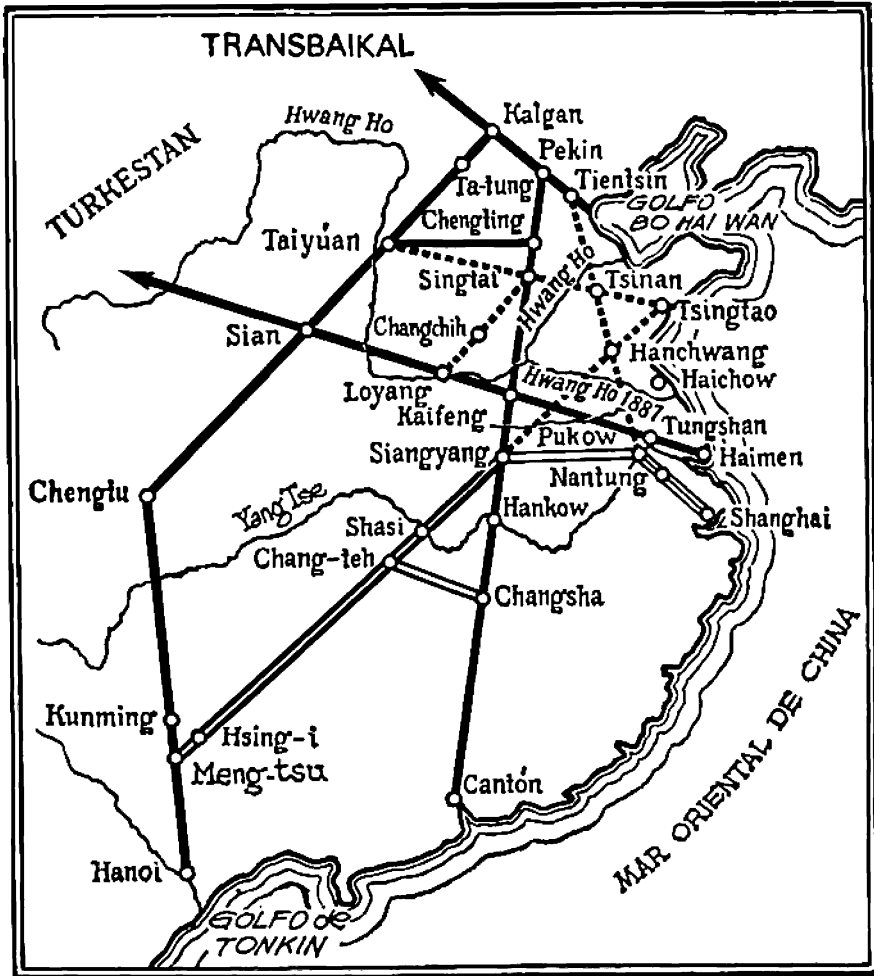 TRANSBAIKAL
Hwang Ho
Kalgan
TURKESTAN
Pekin
Ta-tung
Tientsin
GOLFO
BO HAI WAN
Chengting
Taiyüan
Hwang Ho
Singtai
Tsinan
Tsingtao
Changchih
Sian
Hanchwang
Loyang
Hwang Ho 1887
Haichow
Kaifeng
Tungshan
Pukow
Siangyang
Haimen
Nantung
Chengtu
Yang Tse
Hankow
Shanghai
Shasi
Chang-teh
Changsha
Kunming
Hsing-i
Meng-tsu
MAR ORIENTAL DE CHINA
Cantón
Hanoi
GOLFO de
TONKIN